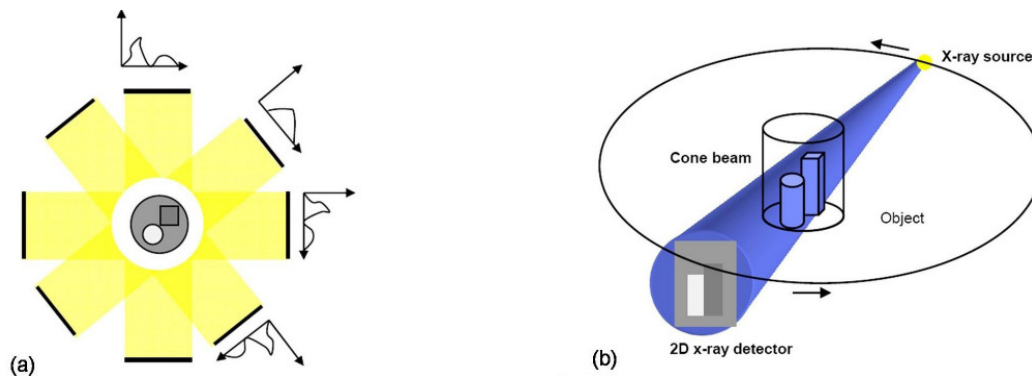 X-ray source
Cone beam
Object
2D x-ray detector
(a)
(b)